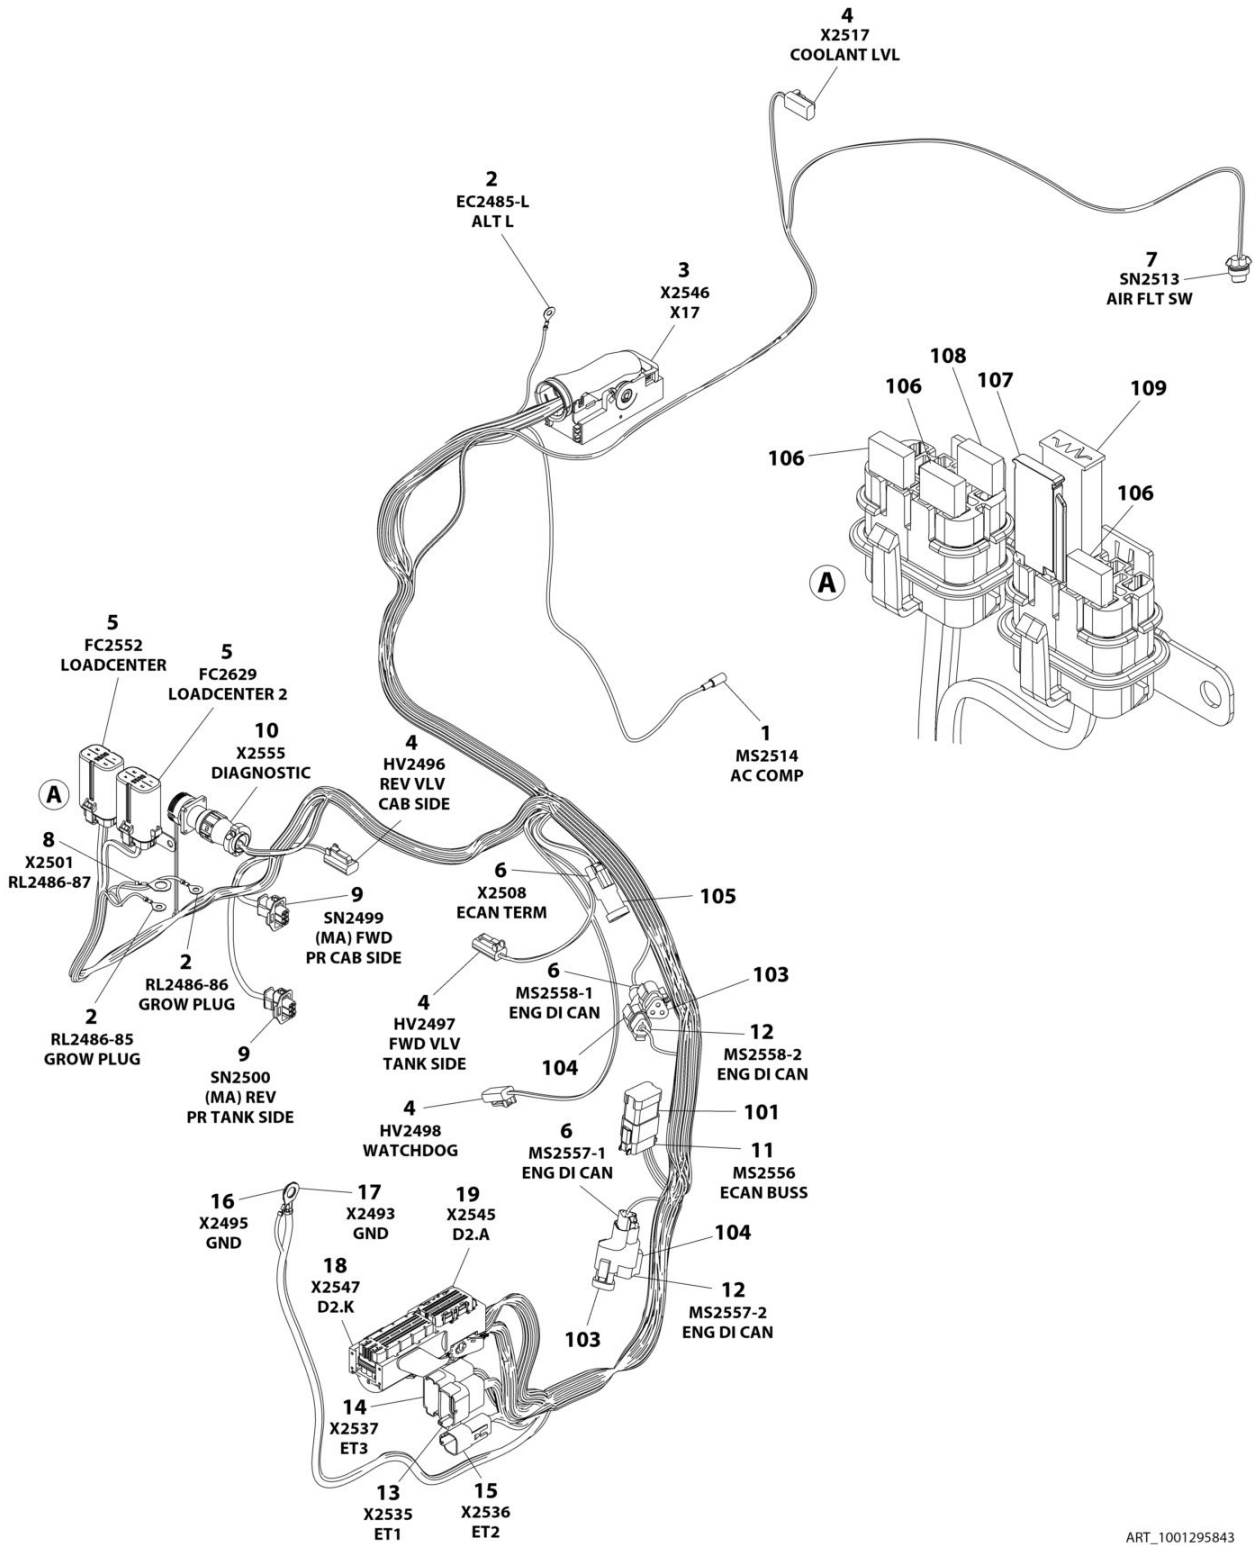 4
X2517
COOLANT LVL
2
EC2485-L
ALT L
3
X2546
X17
7
SN2513
AIR FLT SW
108
106
107
109
106
106
A
5
FC2552
LOADCENTER
5
FC2629
LOADCENTER 2
10
X2555
DIAGNOSTIC
4
HV2496
REV VLV
CAB SIDE
1
MS2514
AC COMP
A
8
X2501
RL2486-87
9
SN2499
(MA) FWD
PR CAB SIDE
6
X2508
ECAN TERM
105
2
RL2486-86
GROW PLUG
2
RL2486-85
GROW PLUG
9
SN2500
(MA) REV
PR TANK SIDE
4
HV2497
FWD VLV
TANK SIDE
6
MS2558-1
ENG DI CAN
103
104
12
MS2558-2
ENG DI CAN
4
HV2498
WATCHDOG
101
11
MS2556
ECAN BUSS
6
MS2557-1
ENG DI CAN
16
X2495
GND
17
X2493
GND
19
X2545
D2.A
18
X2547
D2.K
104
12
MS2557-2
ENG DI CAN
103
14
X2537
ET3
13
X2535
ET1
15
X2536
ET2
ART_1001295843